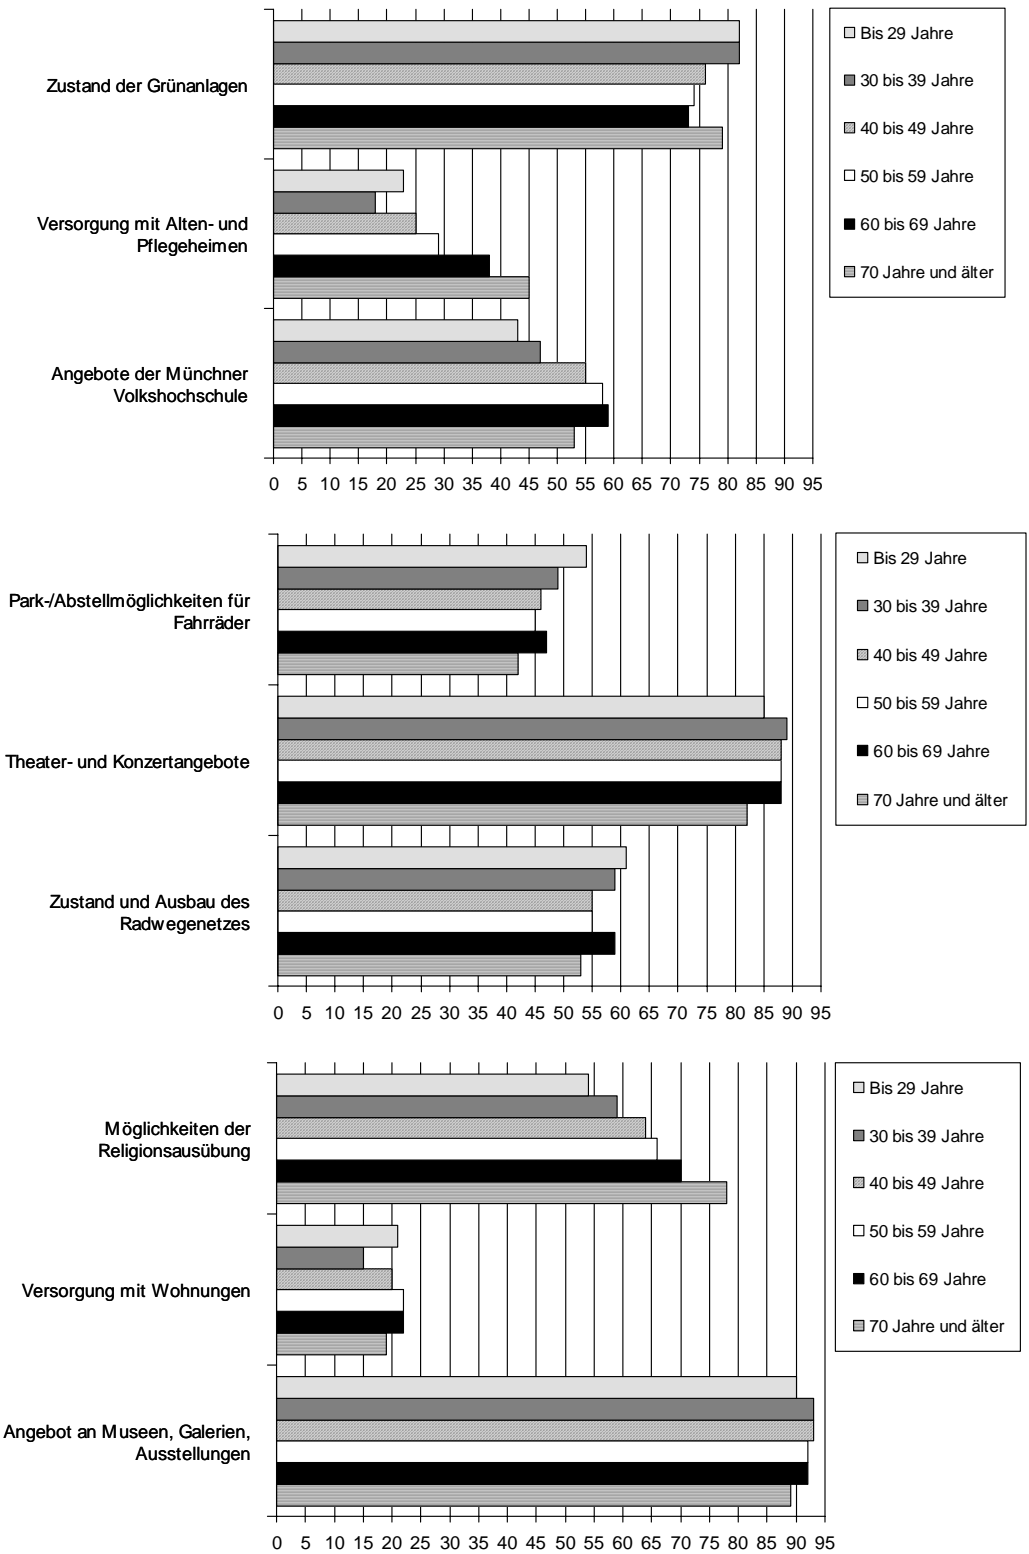 Zustand der Grünanlagen
Versorgung mit Alten- und
Pflegeheimen
Angebote der Münchner
Volkshochschule
0 5 10 15 20 25 30 35 40 45 50 55 60 65 70 75 80 85 90 95
Bis 29 Jahre
30 bis 39 Jahre
40 bis 49 Jahre
50 bis 59 Jahre
60 bis 69 Jahre
70 Jahre und älter
Park-/Abstellmöglichkeiten für
Fahrräder
Theater- und Konzertangebote
Zustand und Ausbau des
Radwegenetzes
0 5 10 15 20 25 30 35 40 45 50 55 60 65 70 75 80 85 90 95
Bis 29 Jahre
30 bis 39 Jahre
40 bis 49 Jahre
50 bis 59 Jahre
60 bis 69 Jahre
70 Jahre und älter
Möglichkeiten der
Religionsausübung
Versorgung mit Wohnungen
Angebot an Museen, Galerien,
Ausstellungen
0 5 10 15 20 25 30 35 40 45 50 55 60 65 70 75 80 85 90 95
Bis 29 Jahre
30 bis 39 Jahre
40 bis 49 Jahre
50 bis 59 Jahre
60 bis 69 Jahre
70 Jahre und älter